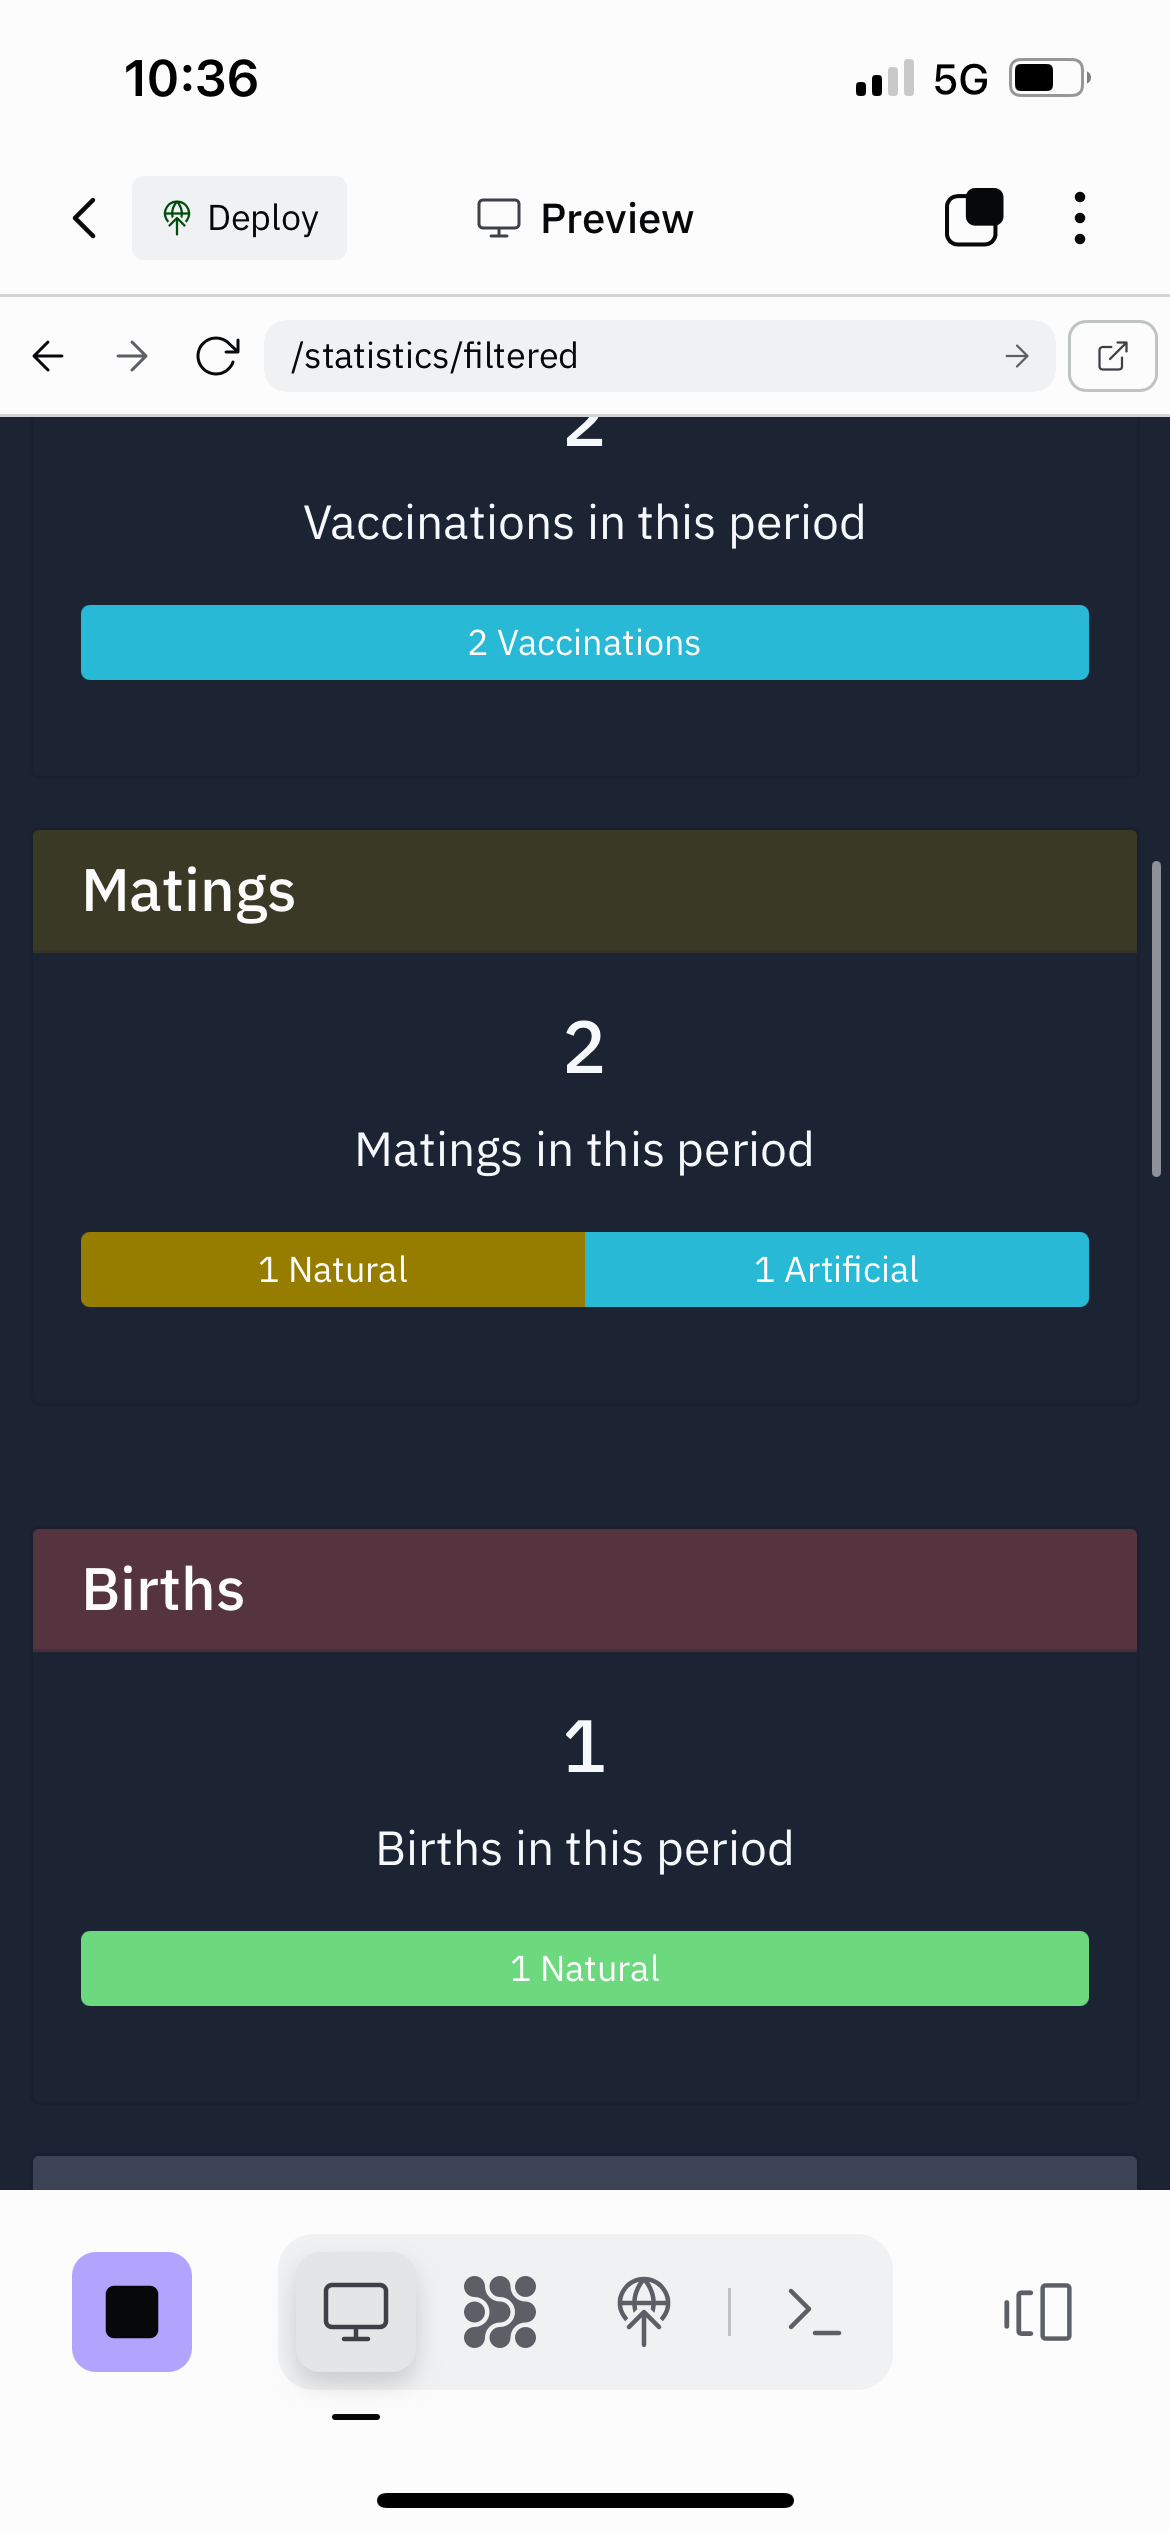 10:36
5G
Deploy
Preview
/statistics/filtered
2
Vaccinations in this period
2 Vaccinations
Matings
2
Matings in this period
1 Natural
1 Artificial
Births
1
Births in this period
1 Natural